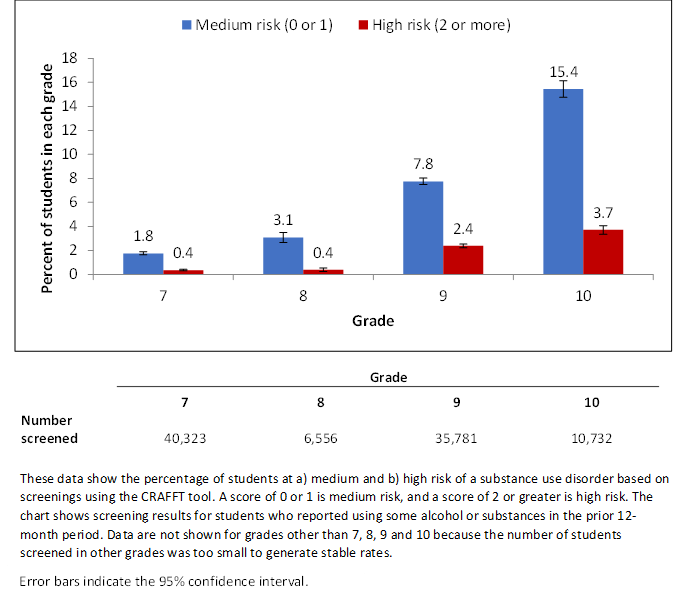 Medium risk (0 or 1) High risk (2 or more)
Percent of students in each grade
18
16
14
12
10
8
6
4
2
0
1.8
0.4
3.1
0.4
7.8
2.4
15.4
3.7
7 8 9 10
Grade
Grade
7 8 9 10
Number
screened 40,323 6,556 35,781 10,732
These data show the percentage of students at a) medium and b) high risk of a substance use disorder based on
screenings using the CRAFFT tool. A score of 0 or 1 is medium risk, and a score of 2 or greater is high risk. The
chart shows screening results for students who reported using some alcohol or substances in the prior 12-
month period. Data are not shown for grades other than 7, 8, 9 and 10 because the number of students
screened in other grades was too small to generate stable rates.
Error bars indicate the 95% confidence interval.